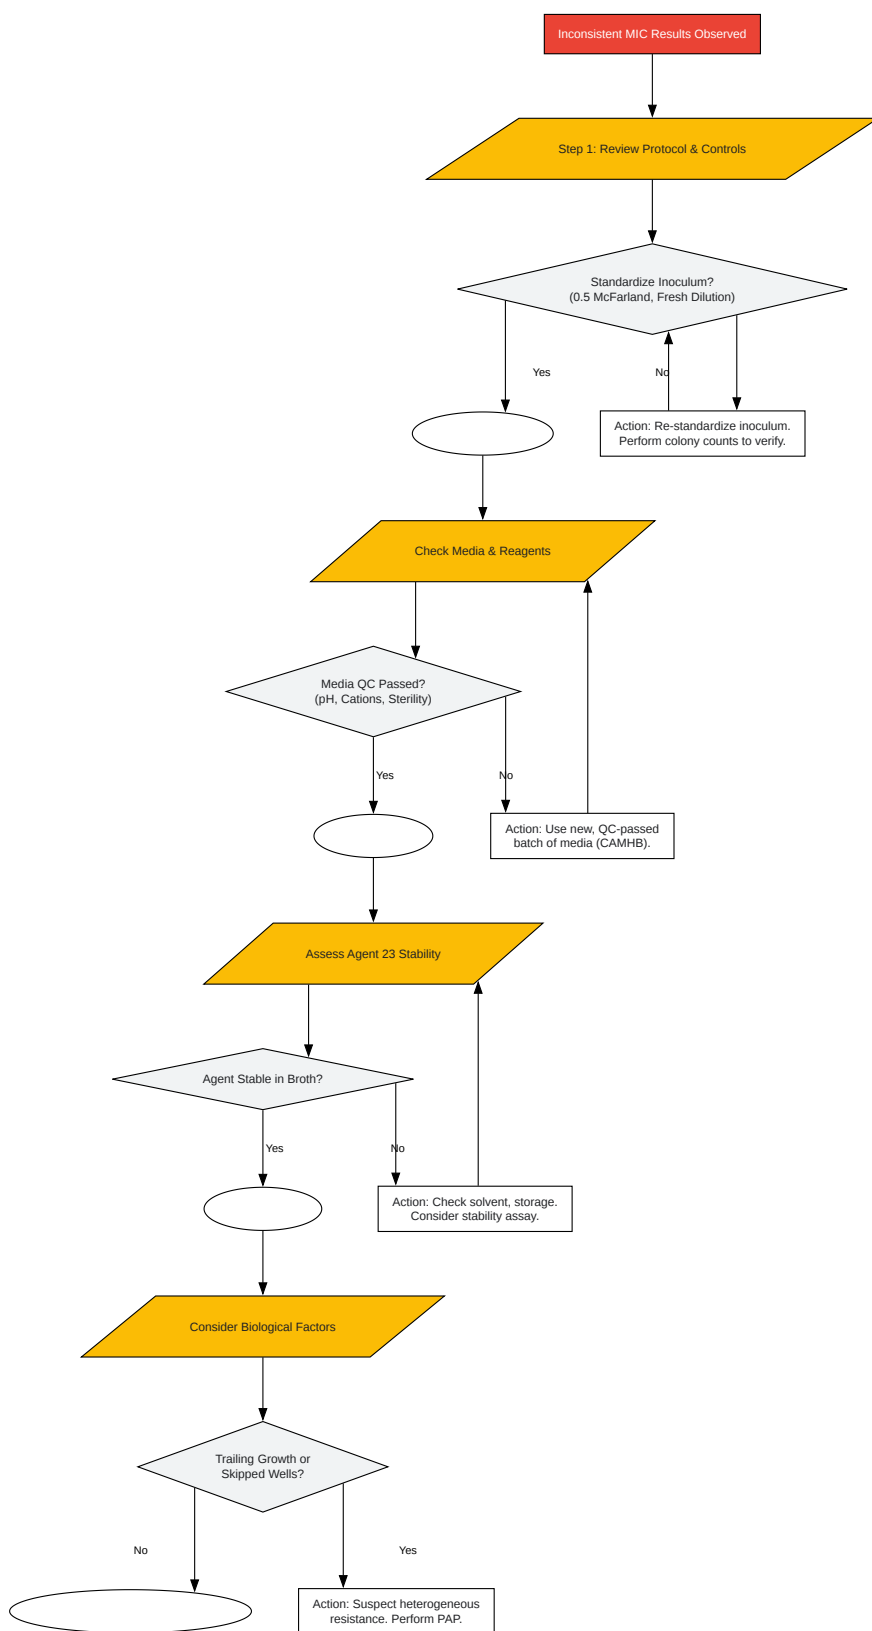 Inconsistent MIC Results Observed
Step 1: Review Protocol & Controls
Standardize Inoculum?
(0.5 McFarland, Fresh Dilution)
Yes
No
Action: Re-standardize inoculum.
Perform colony counts to verify.
Check Media & Reagents
Media QC Passed?
(pH, Cations, Sterility)
Yes
No
Action: Use new, QC-passed
batch of media (CAMHB).
Assess Agent 23 Stability
Agent Stable in Broth?
Yes
No
Action: Check solvent, storage.
Consider stability assay.
Consider Biological Factors
Trailing Growth or
Skipped Wells?
No
Yes
Action: Suspect heterogeneous
resistance. Perform PAP.